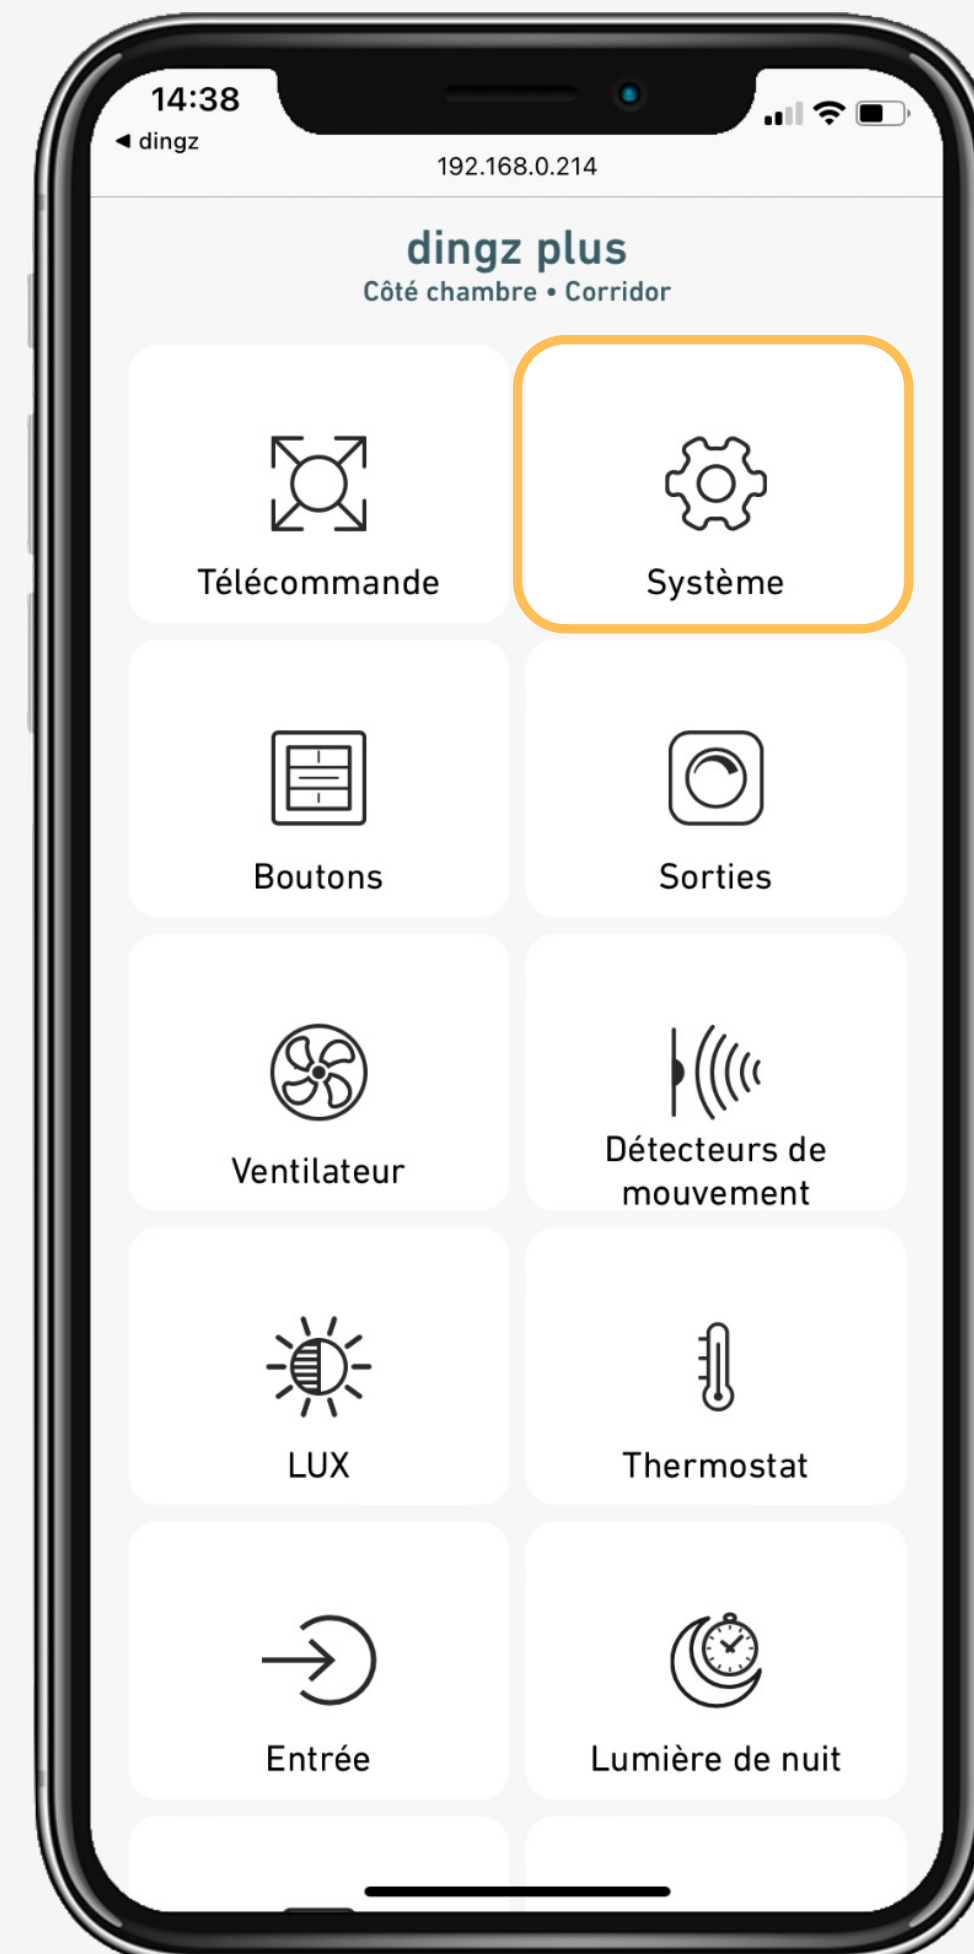 14:38
◀ dingz
192.168.0.214
dingz plus
Côté chambre • Corridor
Télécommande
Système
Boutons
Sorties
Ventilateur
Détecteurs de
mouvement
LUX
Thermostat
Entrée
Lumière de nuit